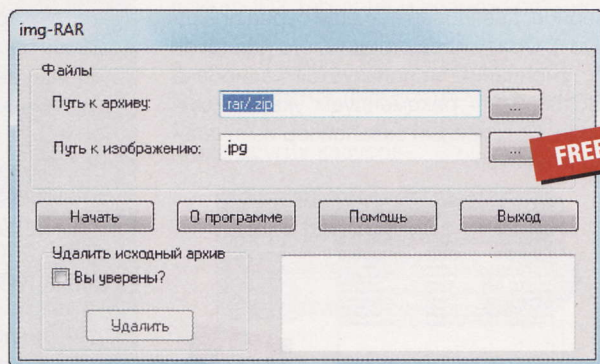 img-RAR
Файлы
Путь к архиву: .rar/.zip ...
Путь к изображению: .jpg ...
FREE
Начать О программе Помощь Выход
Удалить исходный архив
Вы уверены?
Удалить